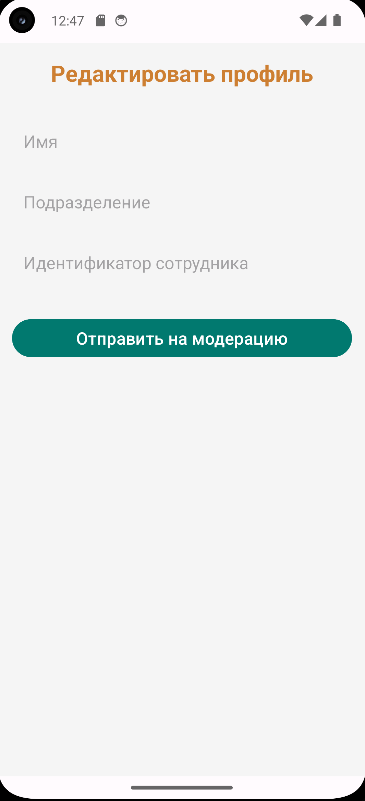 12:47
Редактировать профиль
Имя
Подразделение
Идентификатор сотрудника
Отправить на модерацию